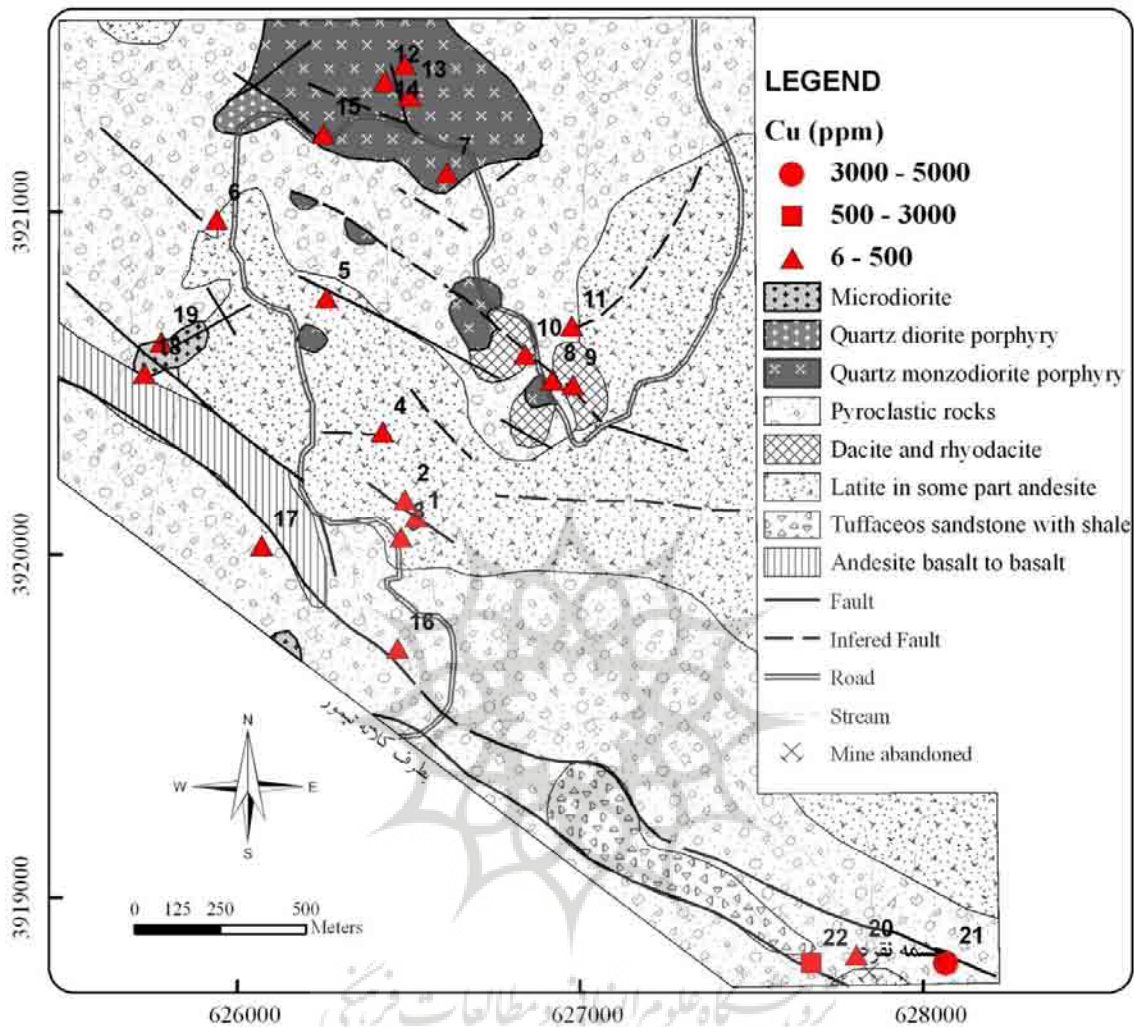 LEGEND
Cu (ppm)
3000 - 5000
500 - 3000
6 - 500
Microdiorite
Quartz diorite porphyry
Quartz monzodiorite porphyry
Pyroclastic rocks
Dacite and rhyodacite
Latite in some part andesite
Tuffaceos sandstone with shale
Andesite basalt to basalt
Fault
Infered Fault
Road
Stream
Mine abandoned
12
13
14
15
7
6
5
11
10
8
9
19
18
4
2
1
3
17
16
22
20
21
3921000
3920000
3919000
626000
627000
628000
N
W
E
S
0 125 250 500
Meters
بطرف کلاته تیمور